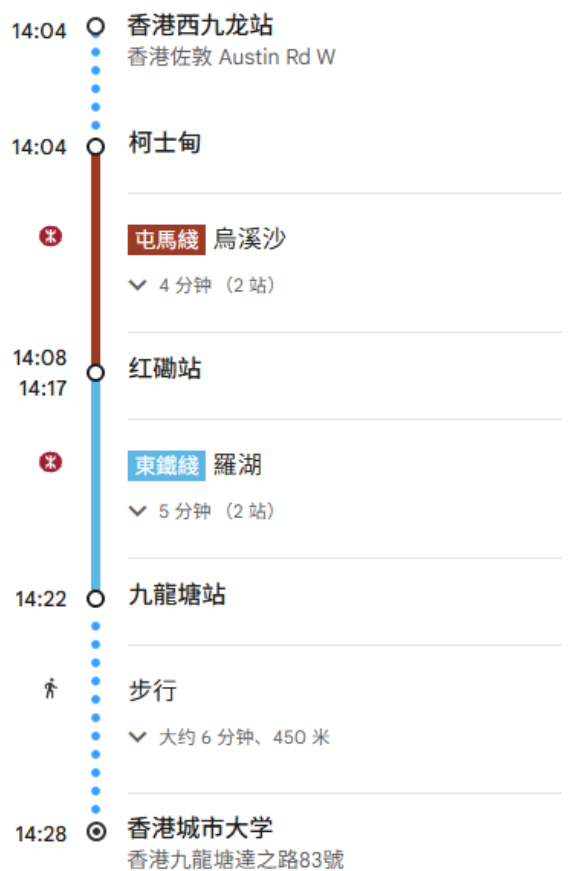 14:04 香港西九龙站
香港佐敦 Austin Rd W
14:04 柯士甸
屯馬綫 烏溪沙
4 分钟 （2 站）
14:08 红磡站
14:17
東鐵綫 羅湖
5 分钟 （2 站）
14:22 九龍塘站
步行
大约 6 分钟、450 米
14:28 香港城市大学
香港九龍塘達之路83號